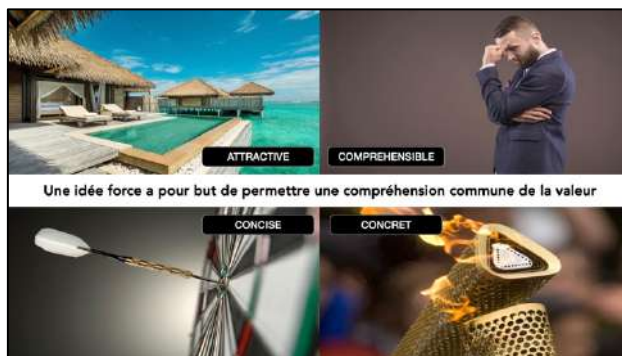 ATTRACTIVE
COMPREHENSIBLE
Une idée force a pour but de permettre une compréhension commune de la valeur
CONCISE
CONCRET